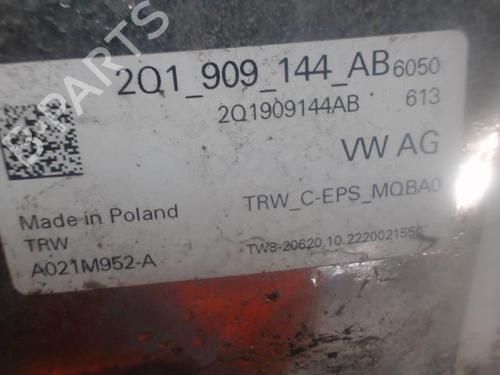 2Q1_909_144_AB 6050
2Q1909144AB 613
VW AG
Made in Poland
TRW_C-EPS_MQBA0
TRW
A021M952-A